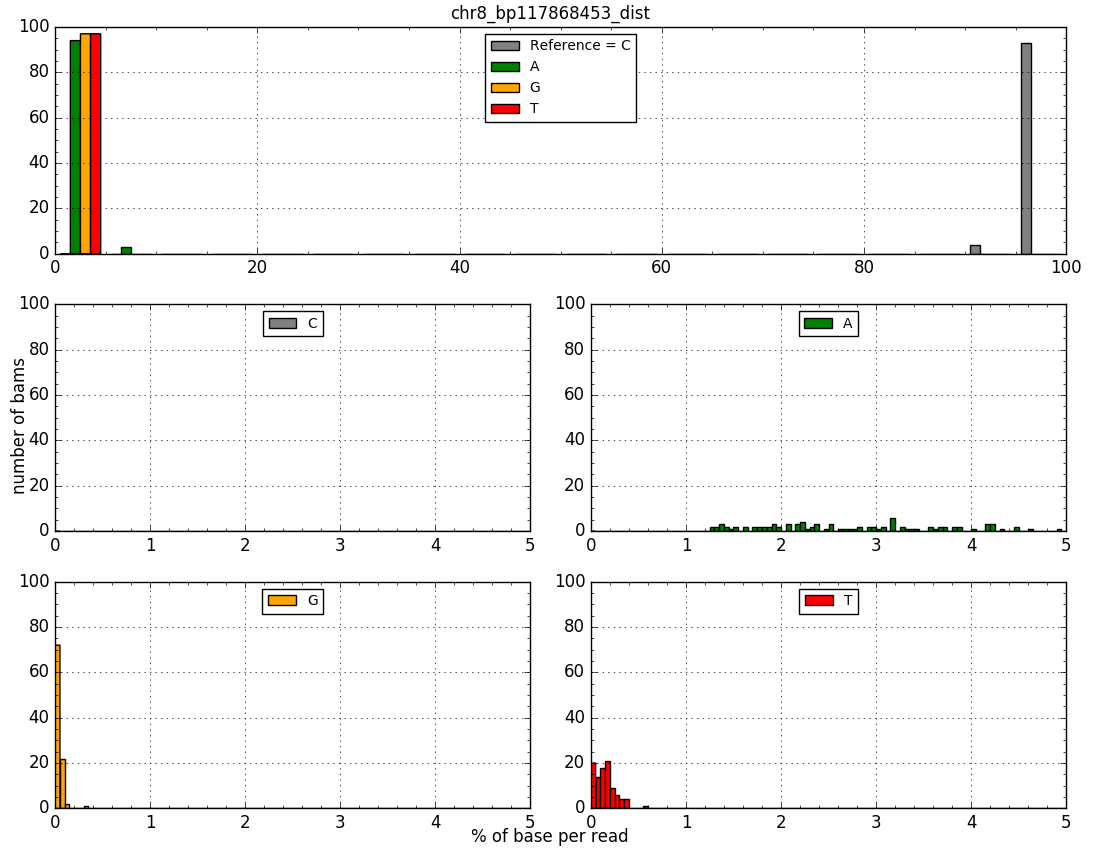 chr8_bp117868453_dist
100
80
60
40
20
0
Reference = C
A
G
T
0 20 40 60 80 100
number of bams
100
80
60
40
20
0
C
0 1 2 3 4 5
100
80
60
40
20
0
A
0 1 2 3 4 5
100
80
60
40
20
0
G
0 1 2 3 4 5
100
80
60
40
20
0
T
0 1 2 3 4 5
% of base per read